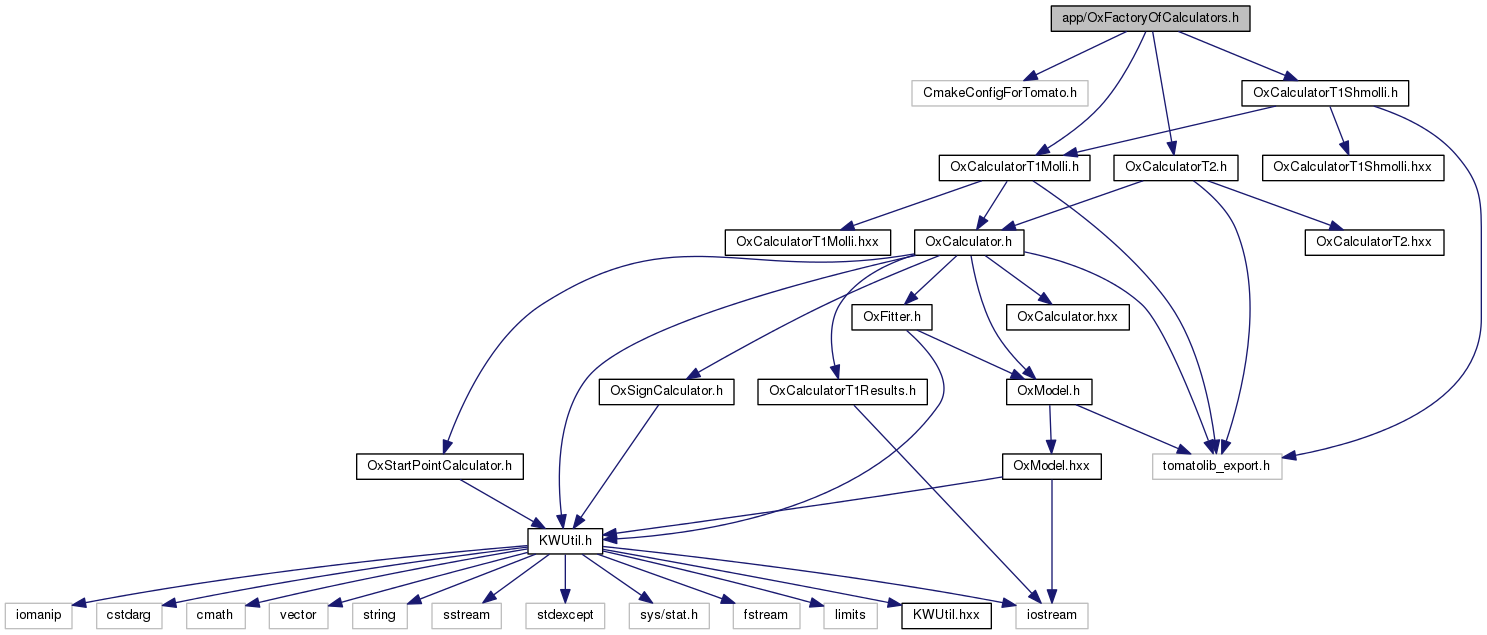 app/OxFactoryOfCalculators.h
CmakeConfigForTomato.h
OxCalculatorT1Shmolli.h
OxCalculatorT1Molli.h
OxCalculatorT2.h
OxCalculatorT1Shmolli.hxx
OxCalculatorT1Molli.hxx
OxCalculator.h
OxCalculatorT2.hxx
OxFitter.h
OxCalculator.hxx
OxSignCalculator.h
OxCalculatorT1Results.h
OxModel.h
OxStartPointCalculator.h
OxModel.hxx
tomatolib_export.h
KWUtil.h
iomanip
cstdarg
cmath
vector
string
sstream
stdexcept
sys/stat.h
fstream
limits
KWUtil.hxx
iostream